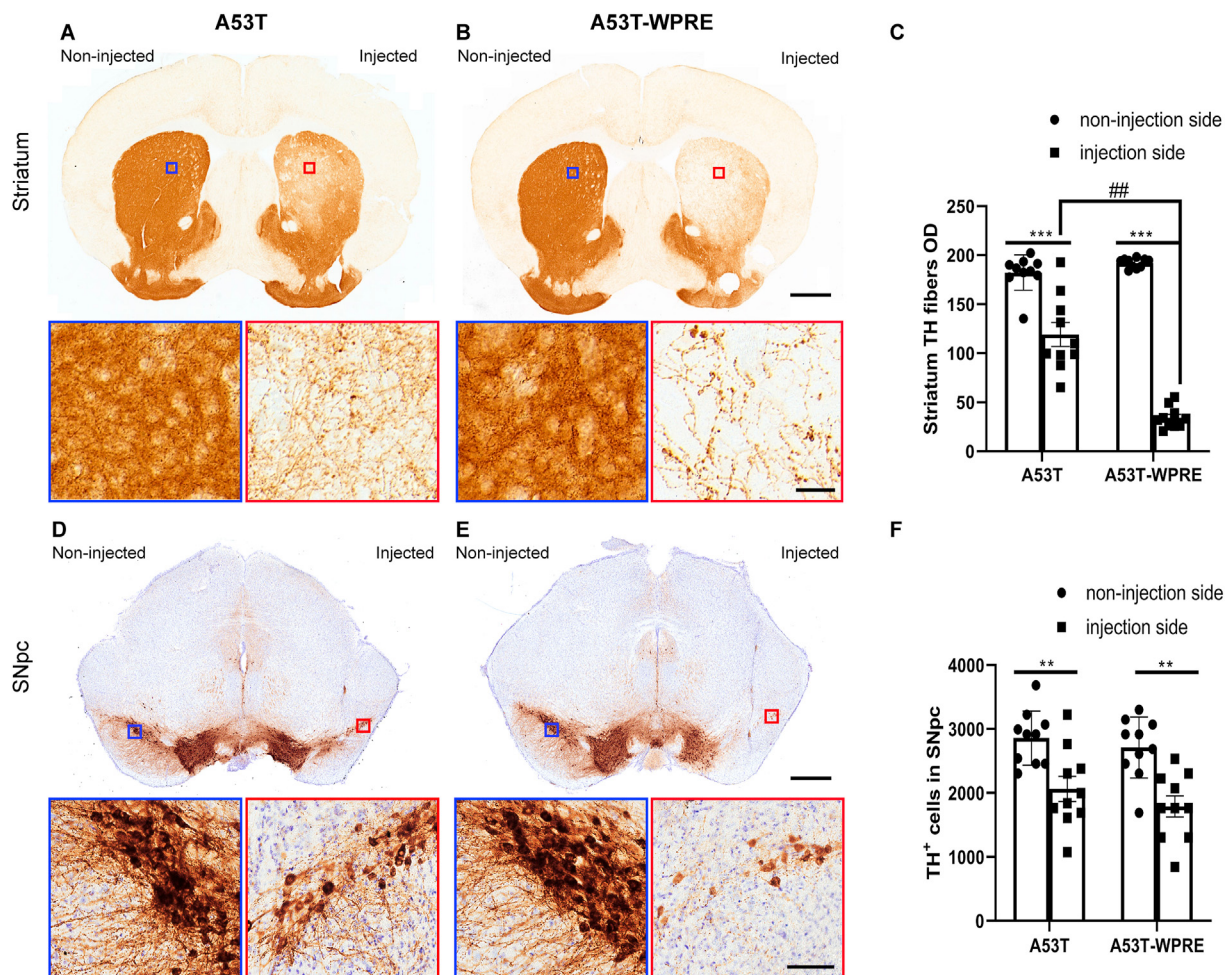 A53T
A53T-WPRE
A
B
C
Non-injected
Injected
Non-injected
Injected
Striatum
non-injection side
injection side
##
***
***
Striatum TH fibers OD
250
200
150
100
50
0
A53T
A53T-WPRE
D
E
F
Non-injected
Injected
Non-injected
Injected
SNpc
non-injection side
injection side
**
**
TH⁺ cells in SNpc
4000
3000
2000
1000
0
A53T
A53T-WPRE